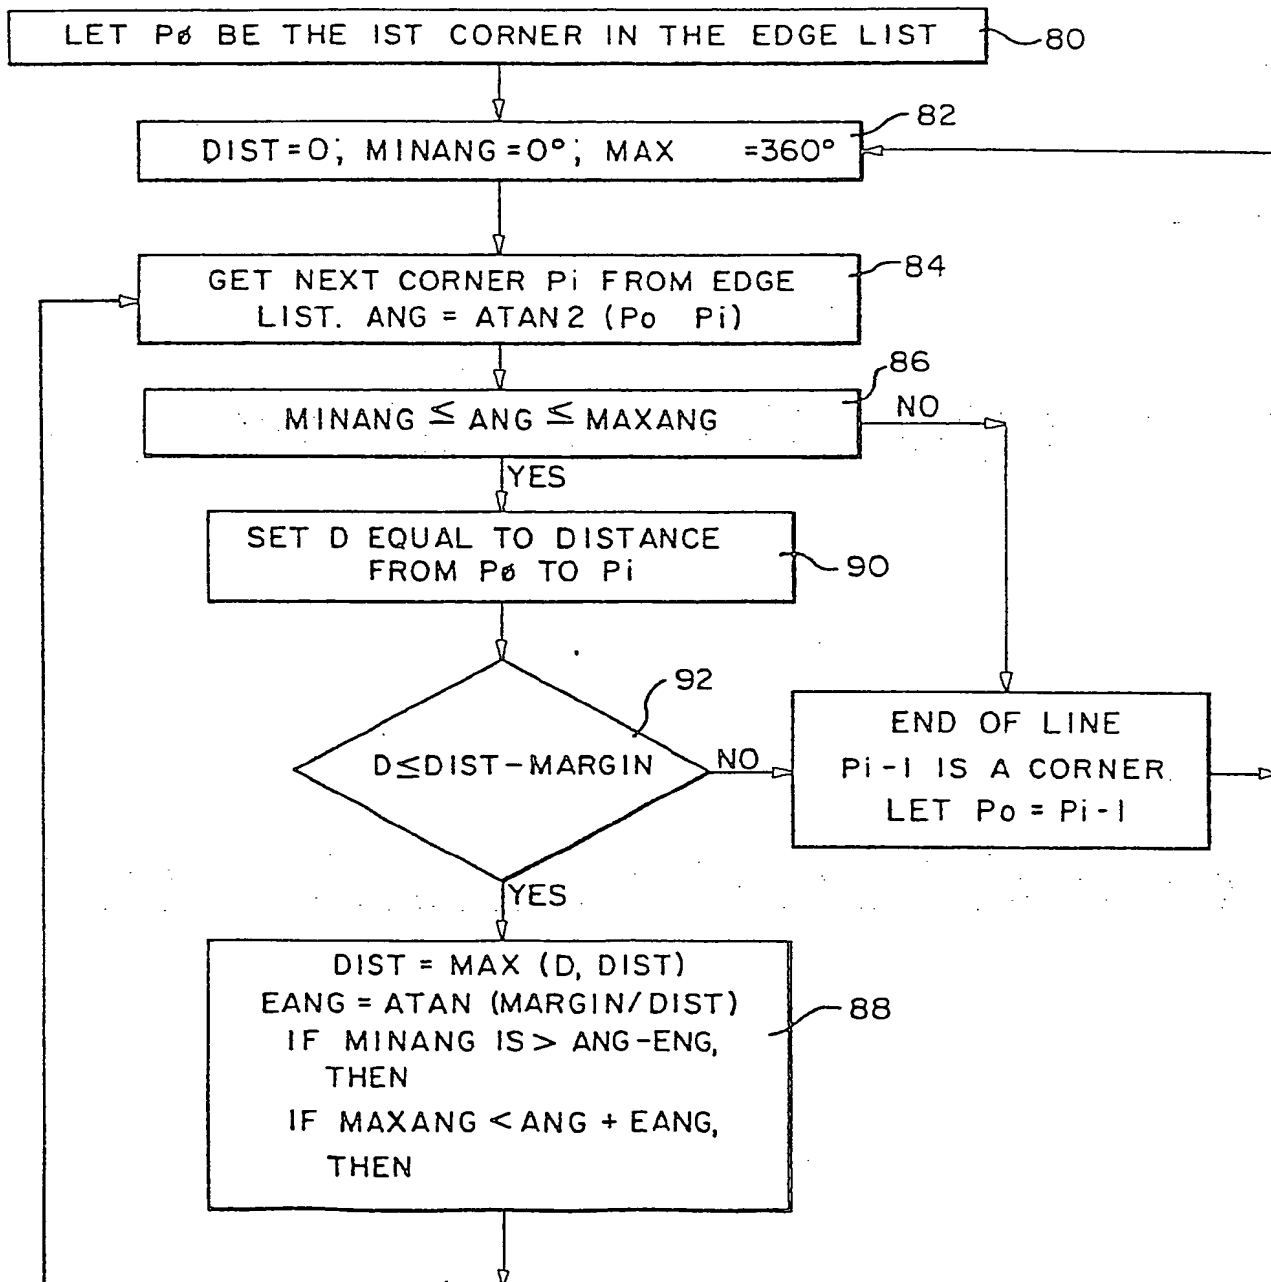 LET Pø BE THE IST CORNER IN THE EDGE LIST
80
DIST=0; MINANG=0°; MAX =360°
82
GET NEXT CORNER Pi FROM EDGE
LIST. ANG = ATAN2 (Po Pi)
84
MINANG ≤ ANG ≤ MAXANG
86
NO
YES
SET D EQUAL TO DISTANCE
FROM Pø TO Pi
90
D≤DIST-MARGIN
92
NO
END OF LINE
Pi-1 IS A CORNER
LET Po = Pi-1
YES
DIST = MAX (D, DIST)
EANG = ATAN (MARGIN/DIST)
IF MINANG IS > ANG-ENG,
THEN
IF MAXANG < ANG + EANG,
THEN
88